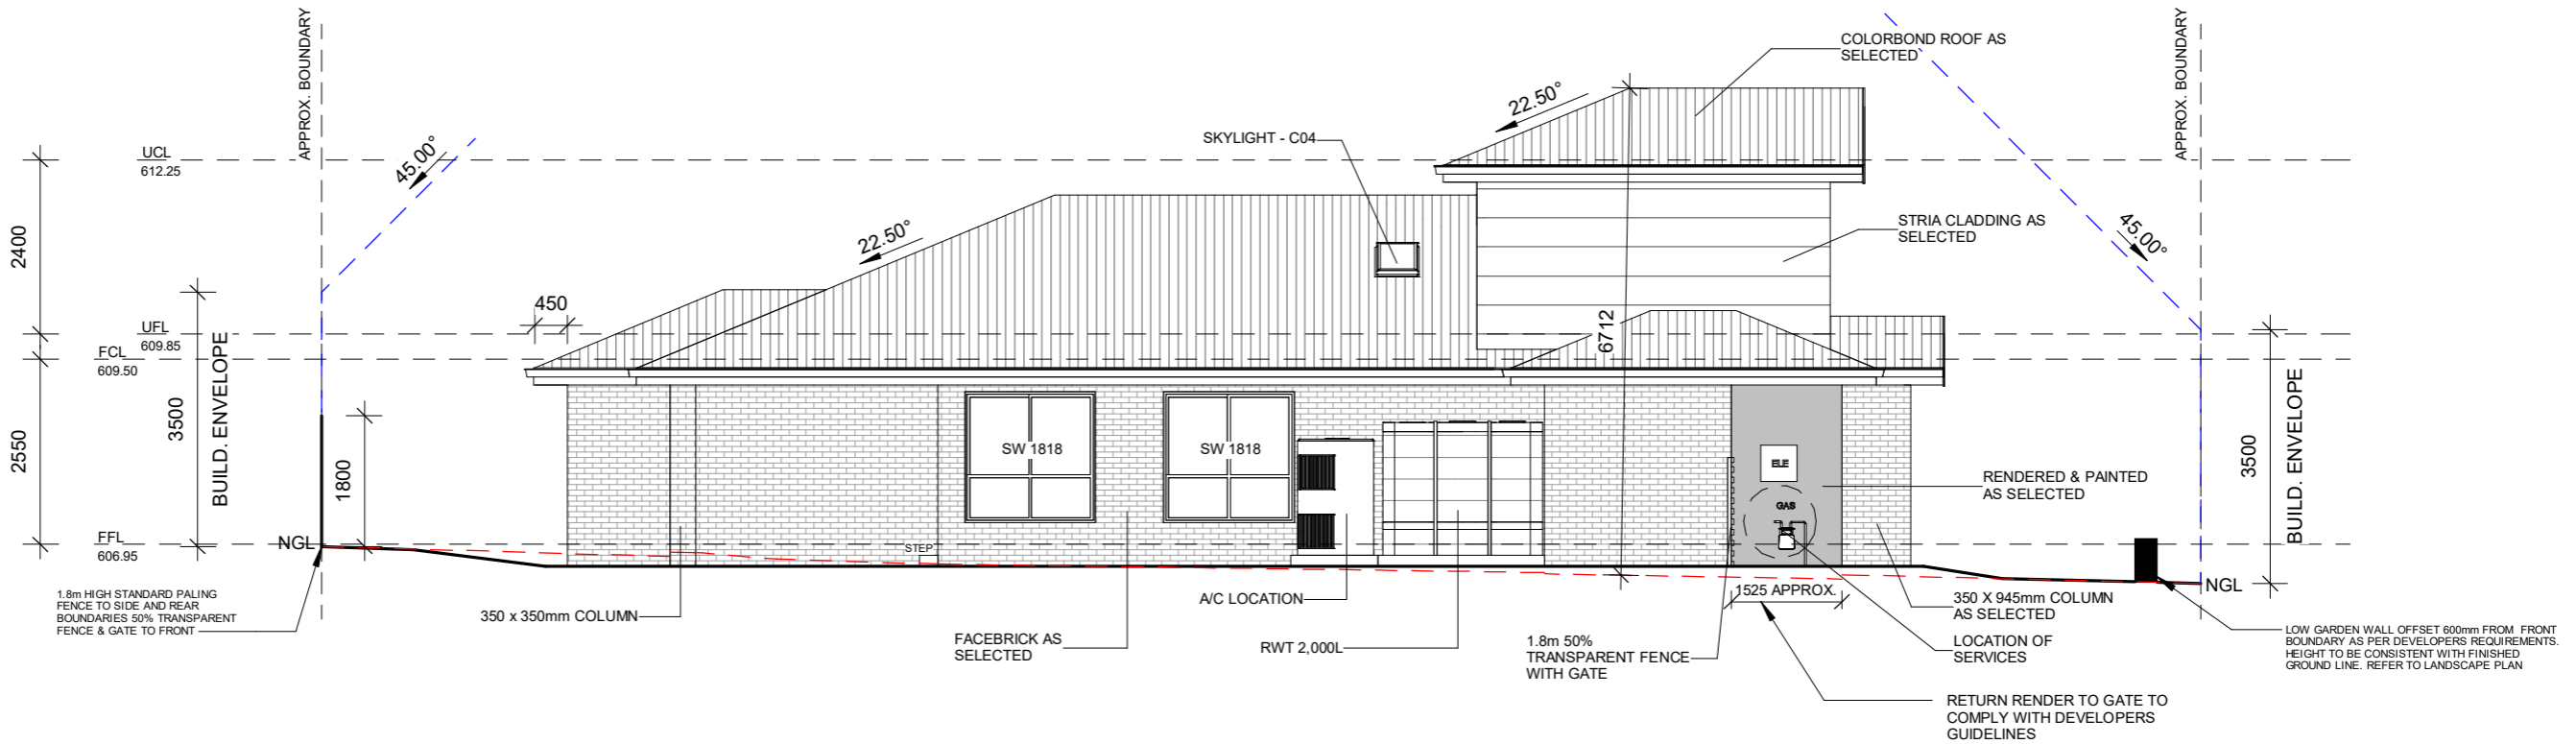 APPROX. BOUNDARY
APPROX. BOUNDARY
COLORBOND ROOF AS
SELECTED
22.50°
SKYLIGHT - C04
45.00°
UCL
612.25
2400
22.50°
STRIA CLADDING AS
SELECTED
45.00°
450
UFL
609.85
FCL
609.50
6712
3500
BUILD. ENVELOPE
2550
1800
SW 1818
SW 1818
ELE
GAS
RENDERED & PAINTED
AS SELECTED
3500
BUILD. ENVELOPE
FFL
606.95
NGL
STEP
NGL
1.8m HIGH STANDARD PALING
FENCE TO SIDE AND REAR
BOUNDARIES 50% TRANSPARENT
FENCE & GATE TO FRONT
350 x 350mm COLUMN
FACEBRICK AS
SELECTED
A/C LOCATION
RWT 2,000L
1525 APPROX.
1.8m 50%
TRANSPARENT FENCE
WITH GATE
350 X 945mm COLUMN
AS SELECTED
LOCATION OF
SERVICES
LOW GARDEN WALL OFFSET 600mm FROM FRONT
BOUNDARY AS PER DEVELOPERS REQUIREMENTS.
HEIGHT TO BE CONSISTENT WITH FINISHED
GROUND LINE. REFER TO LANDSCAPE PLAN
RETURN RENDER TO GATE TO
COMPLY WITH DEVELOPERS
GUIDELINES